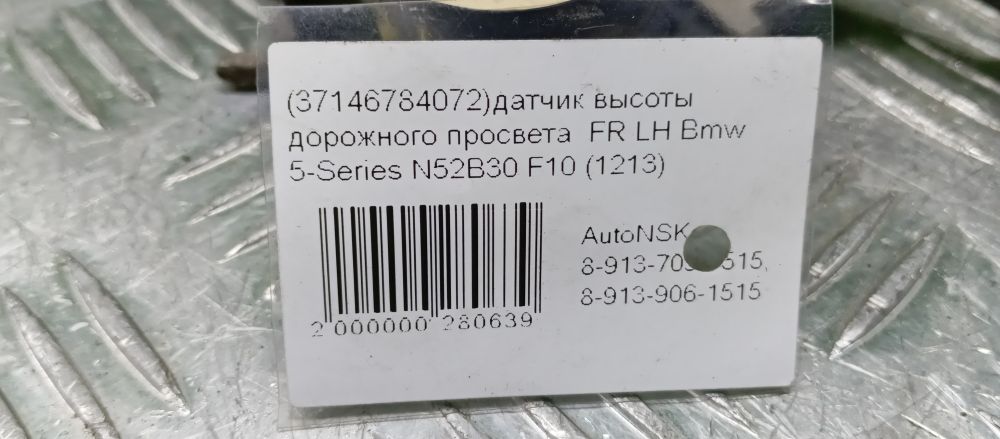 (37146784072)датчик высоты
дорожного просвета FR LH Bmw
5-Series N52B30 F10 (1213)
AutoNSK
8-913-906-1515
2 000000 280639